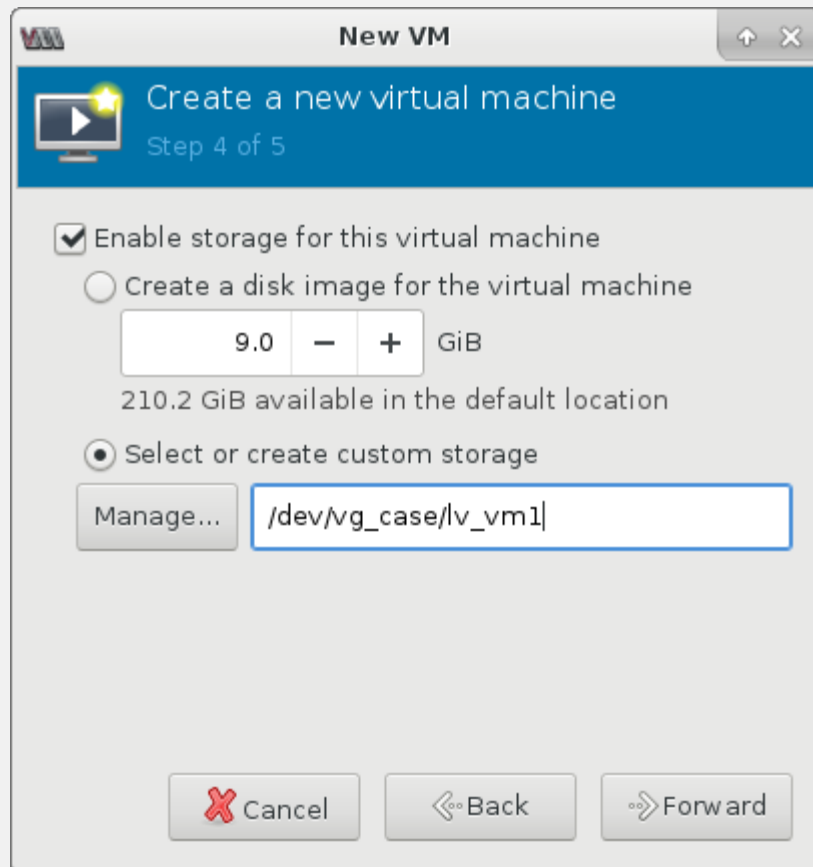 New VM
Create a new virtual machine
Step 4 of 5
Enable storage for this virtual machine
Create a disk image for the virtual machine
9.0 − + GiB
210.2 GiB available in the default location
Select or create custom storage
Manage... /dev/vg_case/lv_vm1
Cancel Back Forward